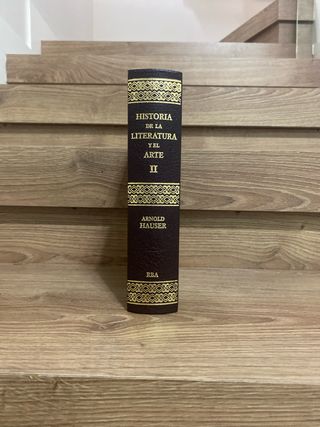 HISTORIA
DE LA
LITERATURA
Y EL
ARTE
II
ARNOLD
HAUSER
RBA